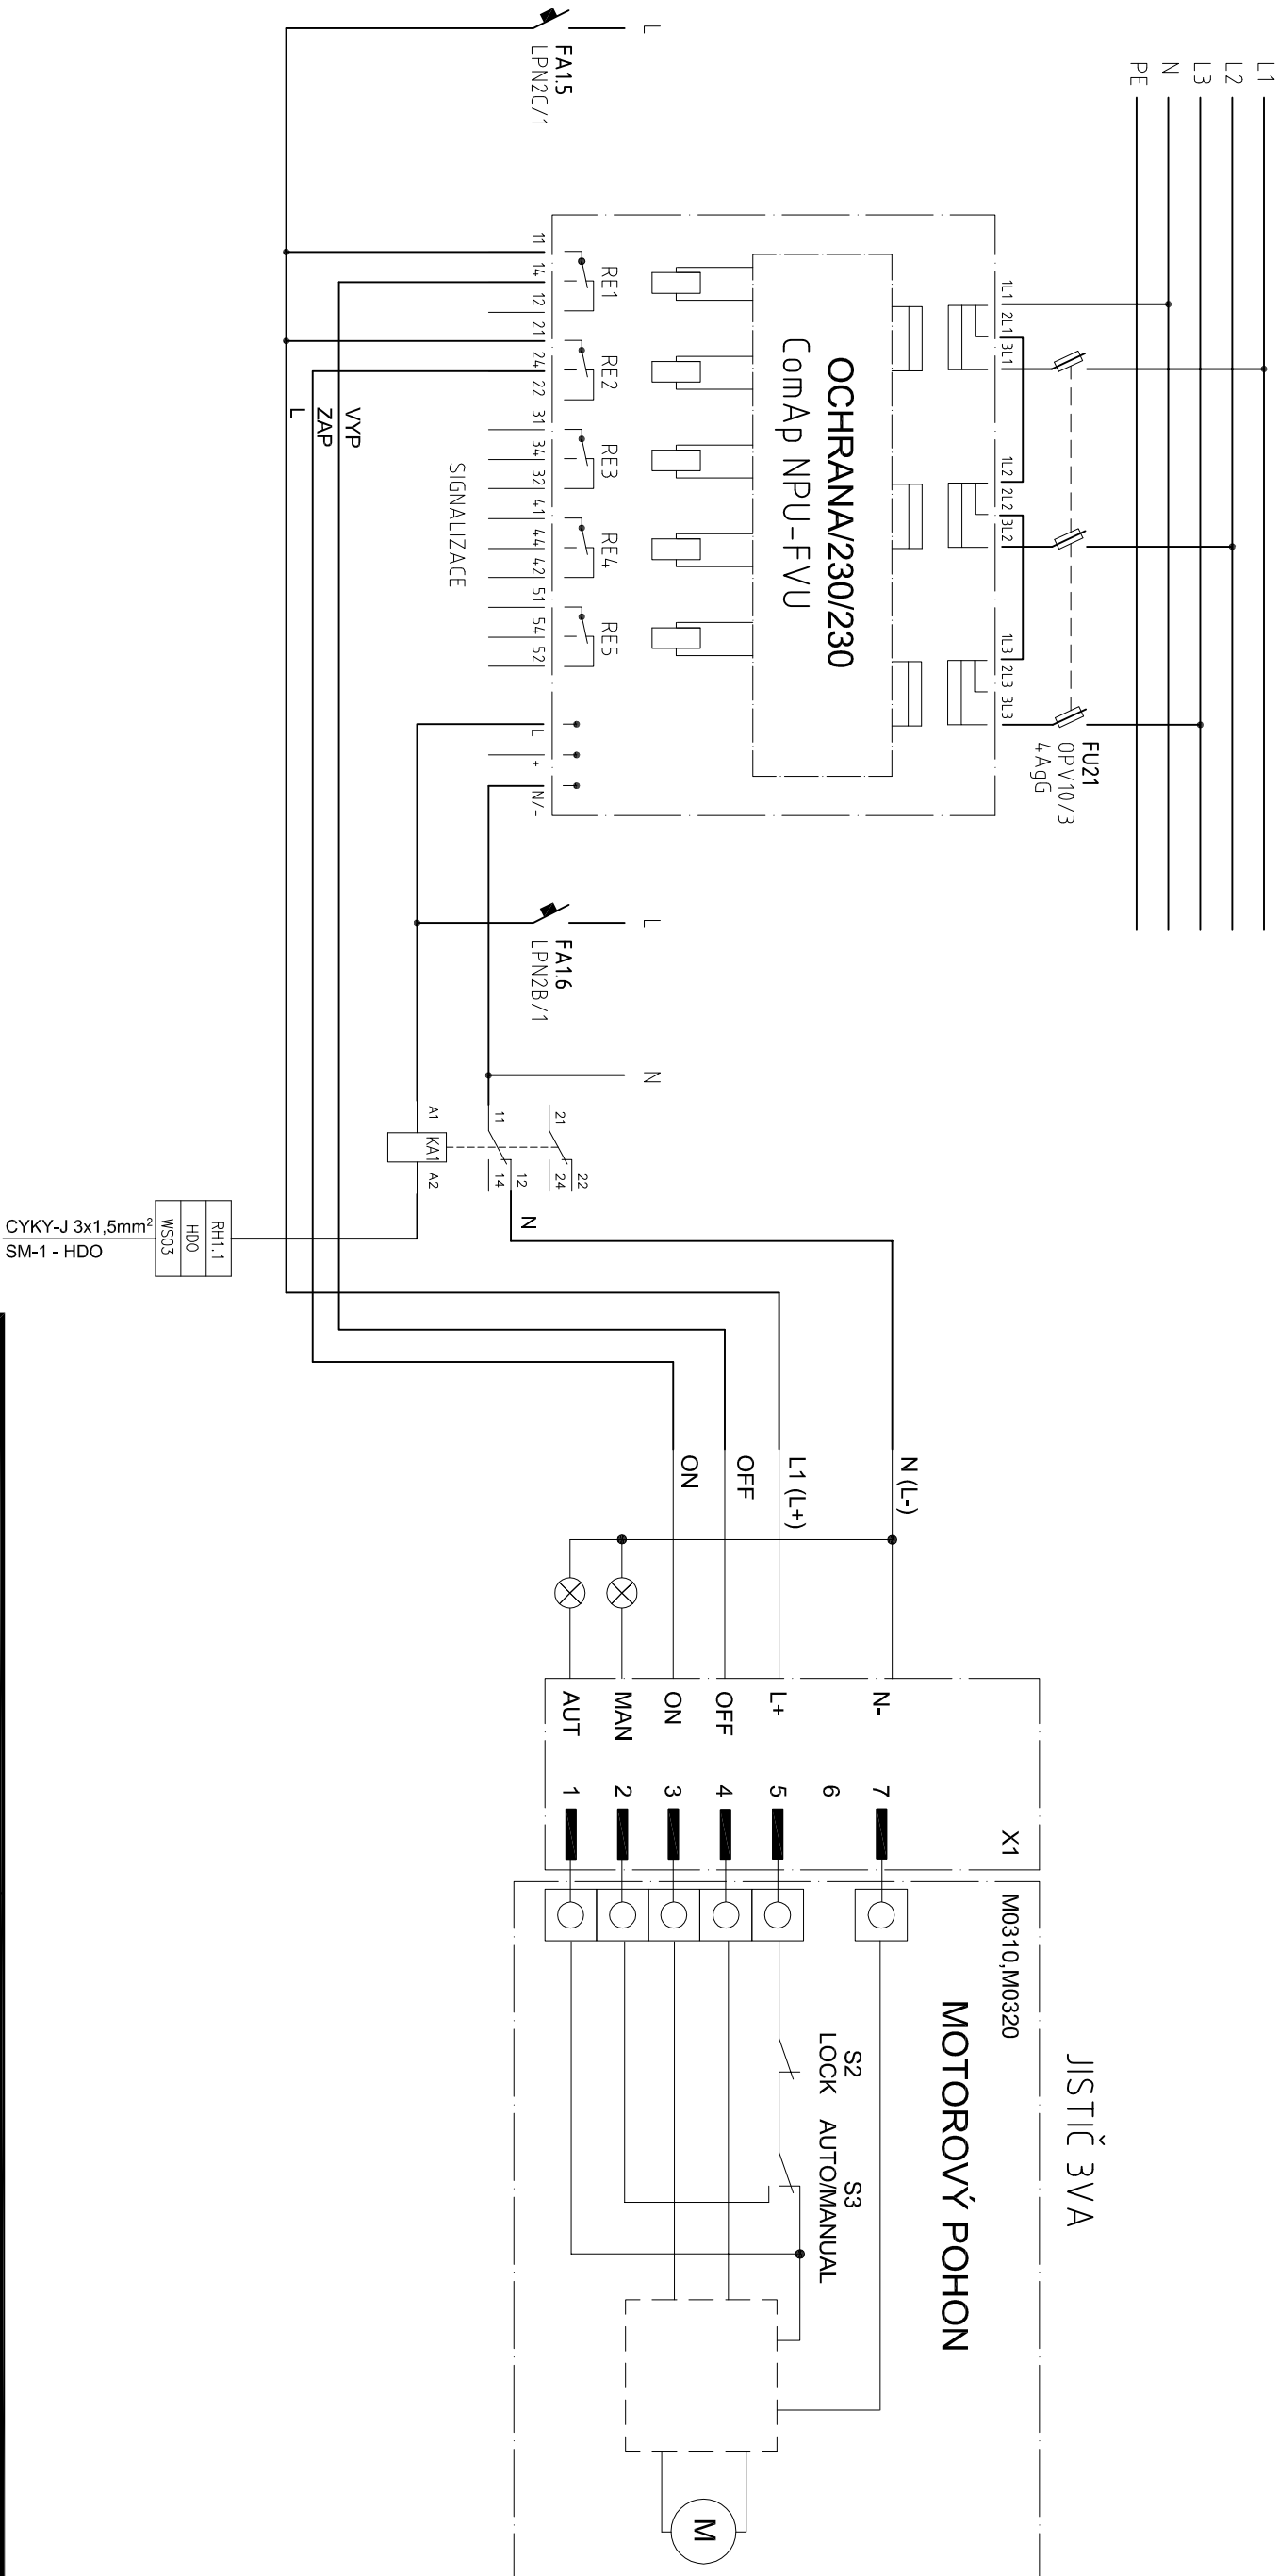 L1
L2
L3
N
PE
L
FA1.5
LPN2C/1
FU21
OPV10/3
4AgG
1L1 2L1 3L1
1L2 2L2 3L2
1L3 2L3 3L3
OCHRANA/230/230
ComAp NPU-FVU
RE1
RE2
RE3
RE4
RE5
11 14 12 21 24 22 31 34 32 41 44 42 51 54 52
L + N/-
SIGNALIZACE
VYP
ZAP
L
L
FA1.6
LPN2B/1
N
A1 KA1 A2
11 12 14
21 22 24
N
RH1.1
HDO
WS03
CYKY-J 3x1,5mm²
SM-1 - HDO
N (L-)
L1 (L+)
OFF
ON
N-
L+
OFF
ON
MAN
AUT
7
6
5
4
3
2
1
X1
M0310,M0320
JISTIČ 3VA
MOTOROVÝ POHON
S2
LOCK
S3
AUTO/MANUAL
M